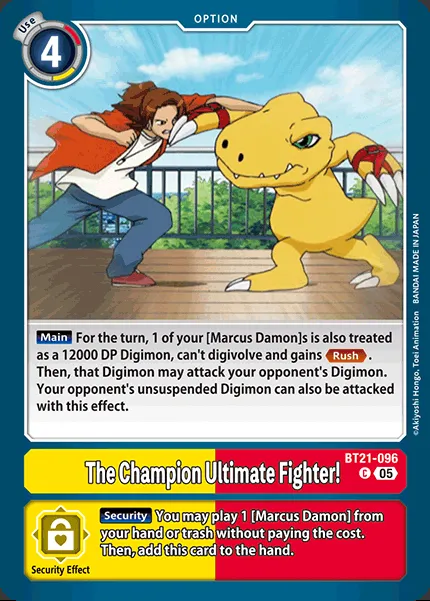 OPTION
Use
4
Main For the turn, 1 of your [Marcus Damon]s is also treated
as a 12000 DP Digimon, can't digivolve and gains Rush .
Then, that Digimon may attack your opponent's Digimon.
Your opponent's unsuspended Digimon can also be attacked
with this effect.
©Akiyoshi Hongo, Toei Animation BANDAI MADE IN JAPAN
BT21-096
The Champion Ultimate Fighter!
C 05
Security You may play 1 [Marcus Damon] from
your hand or trash without paying the cost.
Then, add this card to the hand.
Security Effect